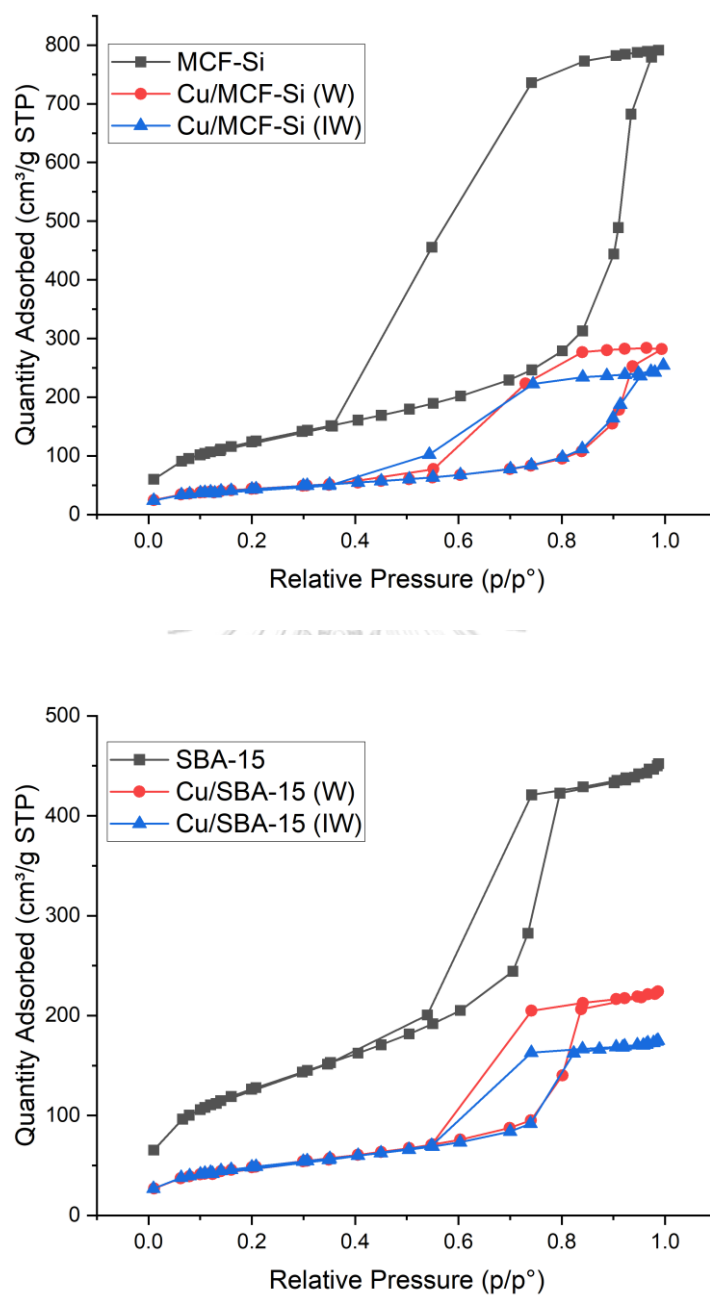 800
700
600
500
400
300
200
100
0
Quantity Adsorbed (cm³/g STP)
MCF-Si
Cu/MCF-Si (W)
Cu/MCF-Si (IW)
0.0 0.2 0.4 0.6 0.8 1.0
Relative Pressure (p/p°)
500
400
300
200
100
0
Quantity Adsorbed (cm³/g STP)
SBA-15
Cu/SBA-15 (W)
Cu/SBA-15 (IW)
0.0 0.2 0.4 0.6 0.8 1.0
Relative Pressure (p/p°)